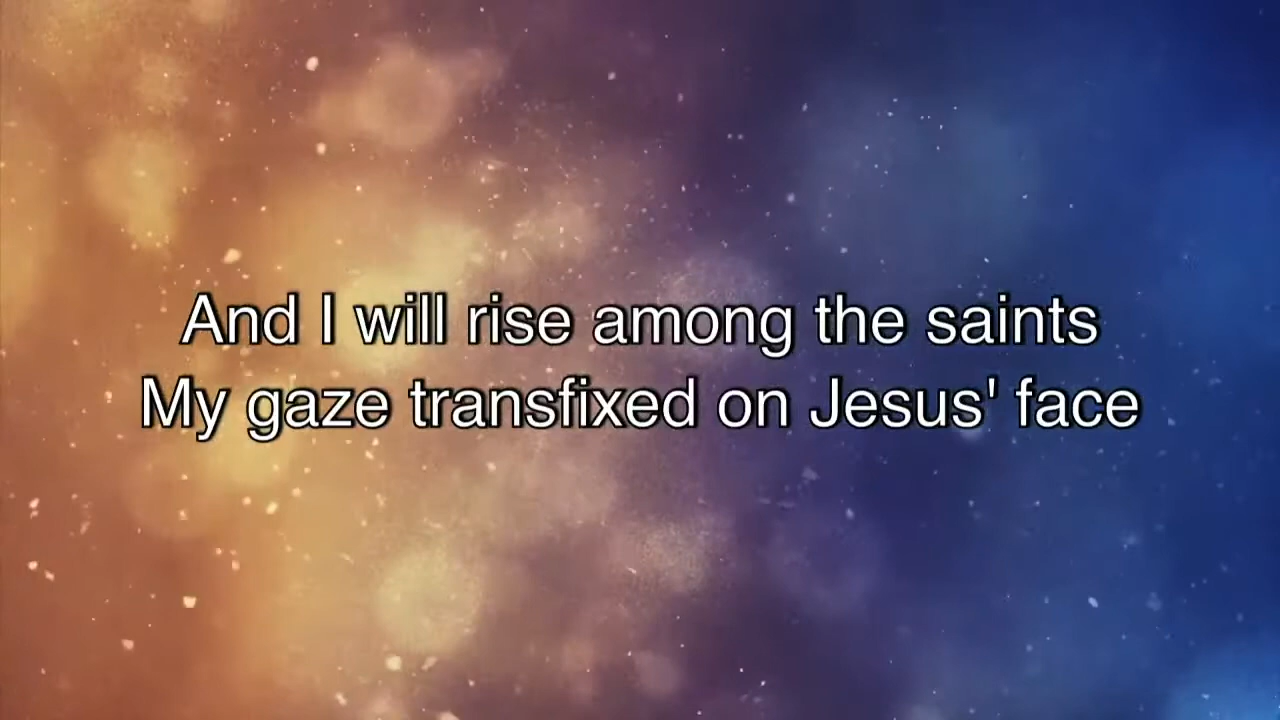 And I will rise among the saints
My gaze transfixed on Jesus' face